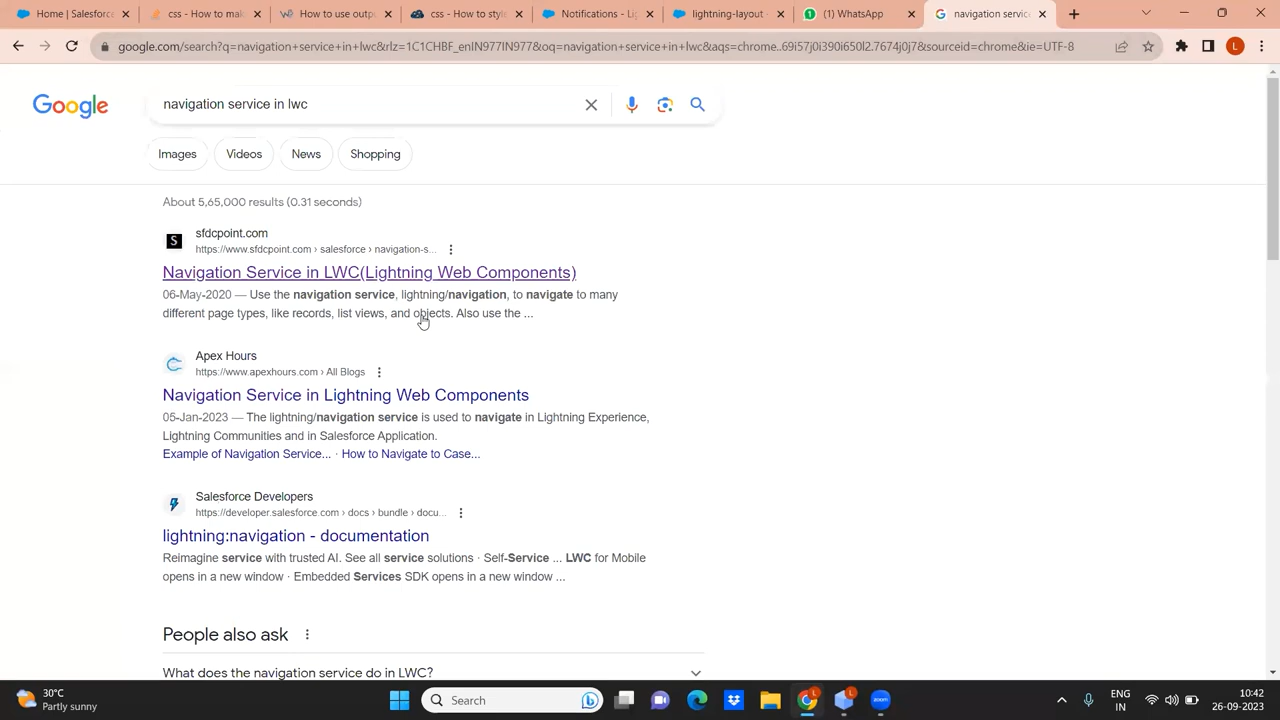 Home | Salesforce
css - How to mak
How to use outpu
css - How to style
Notifications - Lig
lightning-layout
(1) WhatsApp
navigation servic
google.com/search?q=navigation+service+in+lwc&rlz=1C1CHBF_enIN977IN977&oq=navigation+service+in+lwc&aqs=chrome..69i57j0i390i650l2.7674j0j7&sourceid=chrome&ie=UTF-8
L
Google
navigation service in lwc
Images
Videos
News
Shopping
About 5,65,000 results (0.31 seconds)
S
sfdcpoint.com
https://www.sfdcpoint.com › salesforce › navigation-s...
Navigation Service in LWC(Lightning Web Components)
06-May-2020 — Use the navigation service, lightning/navigation, to navigate to many
different page types, like records, list views, and objects. Also use the ...
Apex Hours
https://www.apexhours.com › All Blogs
Navigation Service in Lightning Web Components
05-Jan-2023 — The lightning/navigation service is used to navigate in Lightning Experience,
Lightning Communities and in Salesforce Application.
Example of Navigation Service... · How to Navigate to Case...
Salesforce Developers
https://developer.salesforce.com › docs › bundle › docu...
lightning:navigation - documentation
Reimagine service with trusted AI. See all service solutions · Self-Service ... LWC for Mobile
opens in a new window · Embedded Services SDK opens in a new window ...
People also ask
What does the navigation service do in LWC?
30°C
Partly sunny
Search
zoom
ENG
IN
10:42
26-09-2023